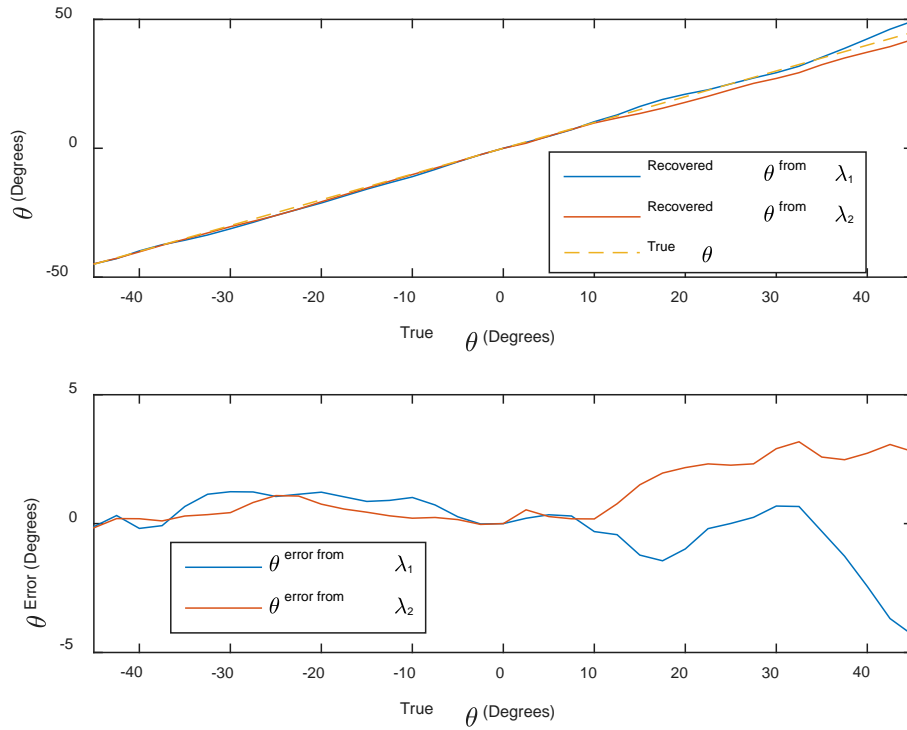 50
0
-50
θ (Degrees)
Recovered θ from λ₁
Recovered θ from λ₂
True θ
-40 -30 -20 -10 0 10 20 30 40
True θ (Degrees)
5
0
-5
θ Error (Degrees)
θ error from λ₁
θ error from λ₂
-40 -30 -20 -10 0 10 20 30 40
True θ (Degrees)